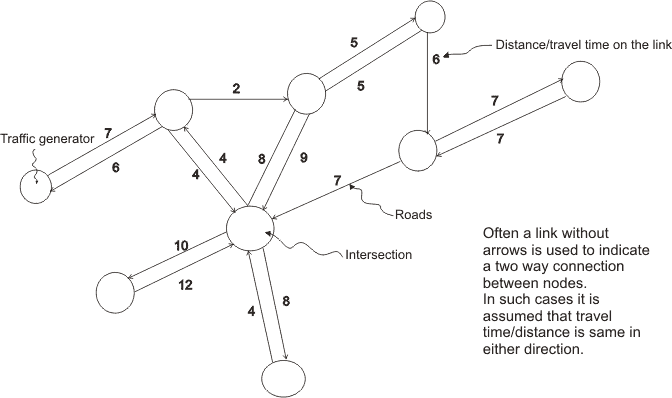 5
5
Distance/travel time on the link
6
2
7
7
Traffic generator
7
6
4
4
8
9
7
Roads
Intersection
10
12
4
8
Often a link without
arrows is used to indicate
a two way connection
between nodes.
In such cases it is
assumed that travel
time/distance is same in
either direction.